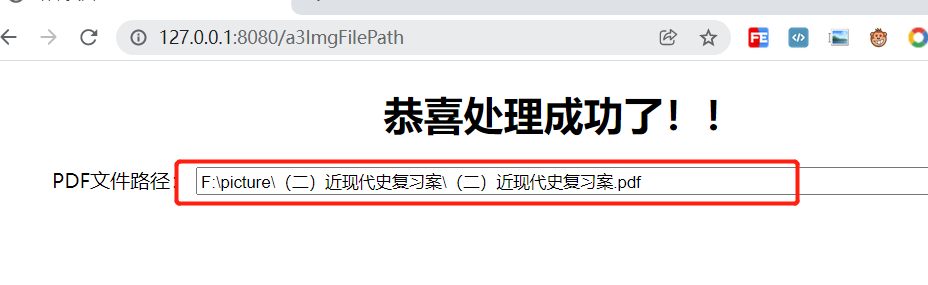 127.0.0.1:8080/a3ImgFilePath
恭喜处理成功了！！
PDF文件路径： F:\picture\（二）近现代史复习案\（二）近现代史复习案.pdf